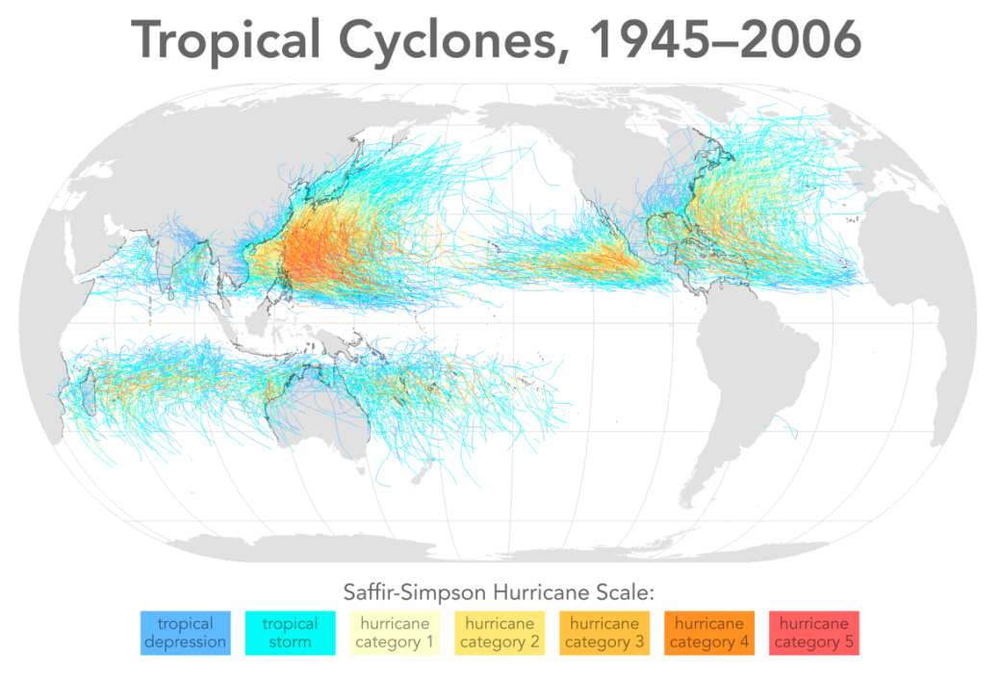 Tropical Cyclones, 1945–2006
Saffir-Simpson Hurricane Scale:
tropical
depression
tropical
storm
hurricane
category 1
hurricane
category 2
hurricane
category 3
hurricane
category 4
hurricane
category 5